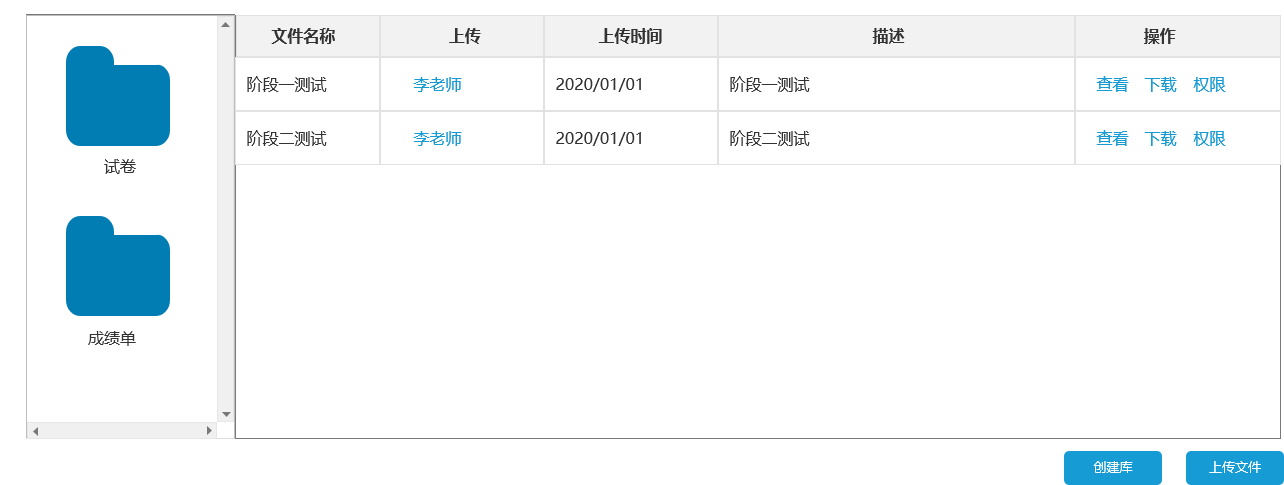 试卷
成绩单
文件名称 上传 上传时间 描述 操作
阶段一测试 李老师 2020/01/01 阶段一测试 查看 下载 权限
阶段二测试 李老师 2020/01/01 阶段二测试 查看 下载 权限
创建库 上传文件